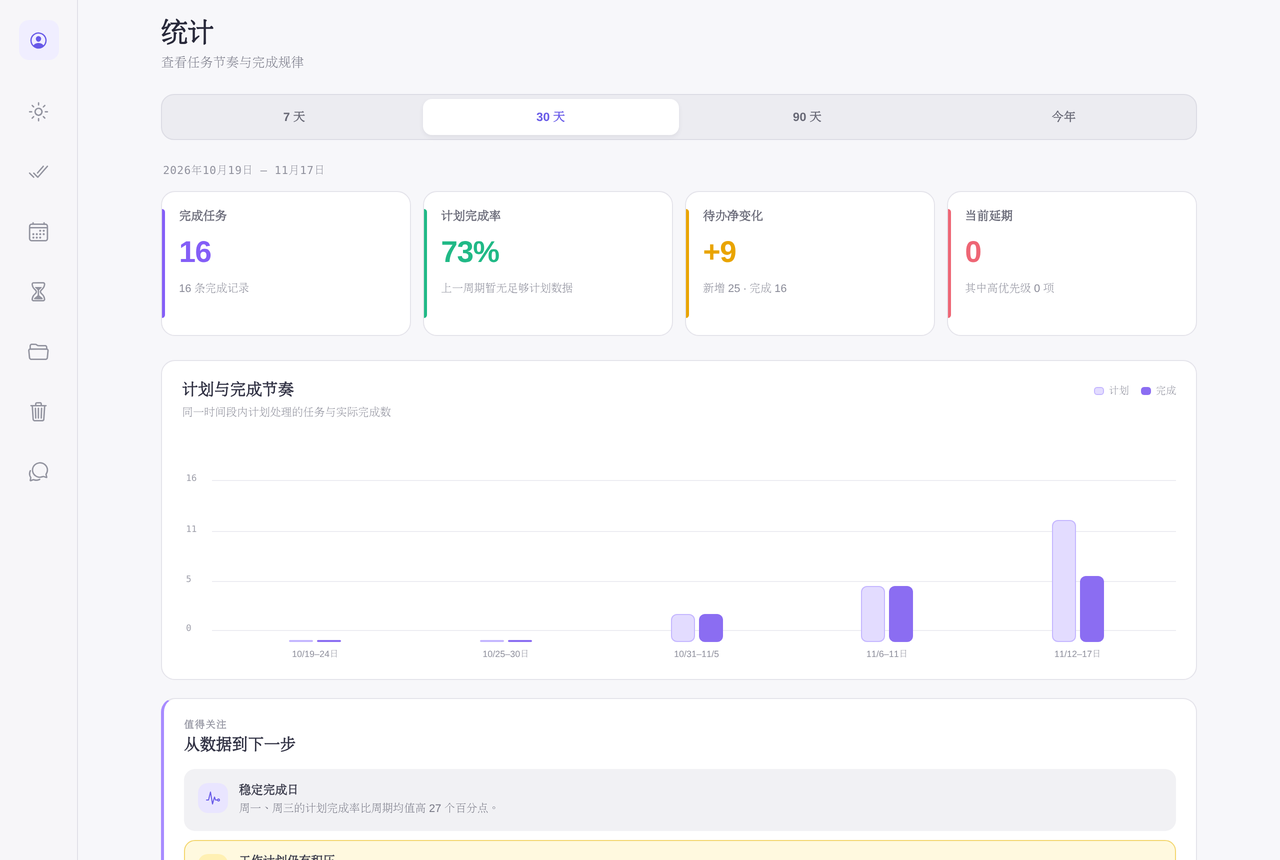 统计
查看任务节奏与完成规律
7 天
30 天
90 天
今年
2026年10月19日 – 11月17日
完成任务
16
16 条完成记录
计划完成率
73%
上一周期暂无足够计划数据
待办净变化
+9
新增 25 · 完成 16
当前延期
0
其中高优先级 0 项
计划与完成节奏
同一时间段内计划处理的任务与实际完成数
计划
完成
16
11
5
0
10/19–24日
10/25–30日
10/31–11/5
11/6–11日
11/12–17日
值得关注
从数据到下一步
稳定完成日
周一、周三的计划完成率比周期均值高 27 个百分点。
工作计划仍有积压